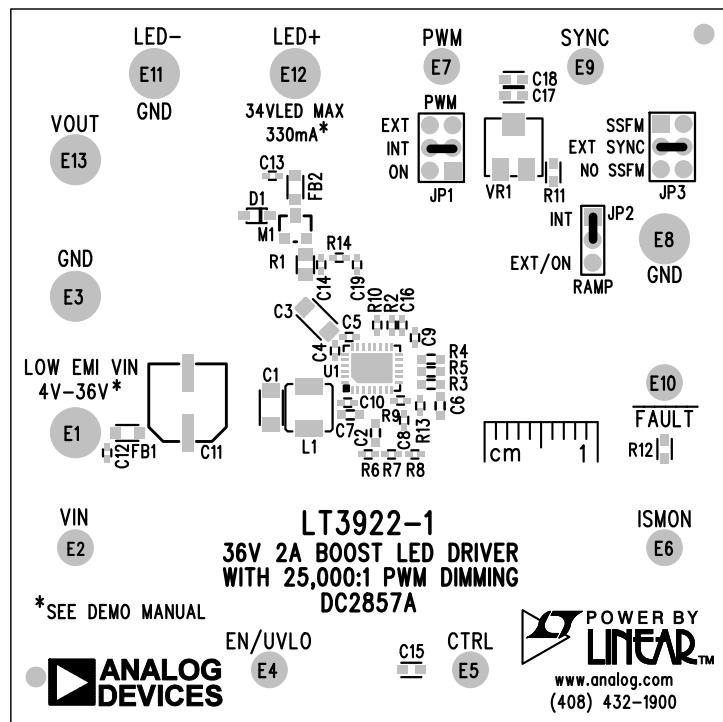 LED- LED+ PWM SYNC
E11 E12 E7 E9
GND
34VLED MAX
330mA*
PWM
C18
C17
VOUT
E13
EXT
INT
ON
JP1
VR1
R11
SSFM
EXT SYNC
NO SSFM
JP3
C13
FB2
D1
M1
INT
JP2
EXT/ON
RAMP
E8
GND
GND
E3
R1
R14
C14
C19
C3
C5
C4
U1
R10
R2
C16
C9
R4
R5
R3
LOW EMI VIN
4V-36V*
E1
C12
FB1
C11
C1
L1
C10
C7
R9
C8
R13
C6
C2
R6
R7
R8
cm 1
E10
FAULT
R12
VIN
E2
ISMON
E6
LT3922-1
36V 2A BOOST LED DRIVER
WITH 25,000:1 PWM DIMMING
DC2857A
*SEE DEMO MANUAL
EN/UVLO
E4
C15
CTRL
E5
ANALOG
DEVICES
POWER BY
LINEAR™
www.analog.com
(408) 432-1900